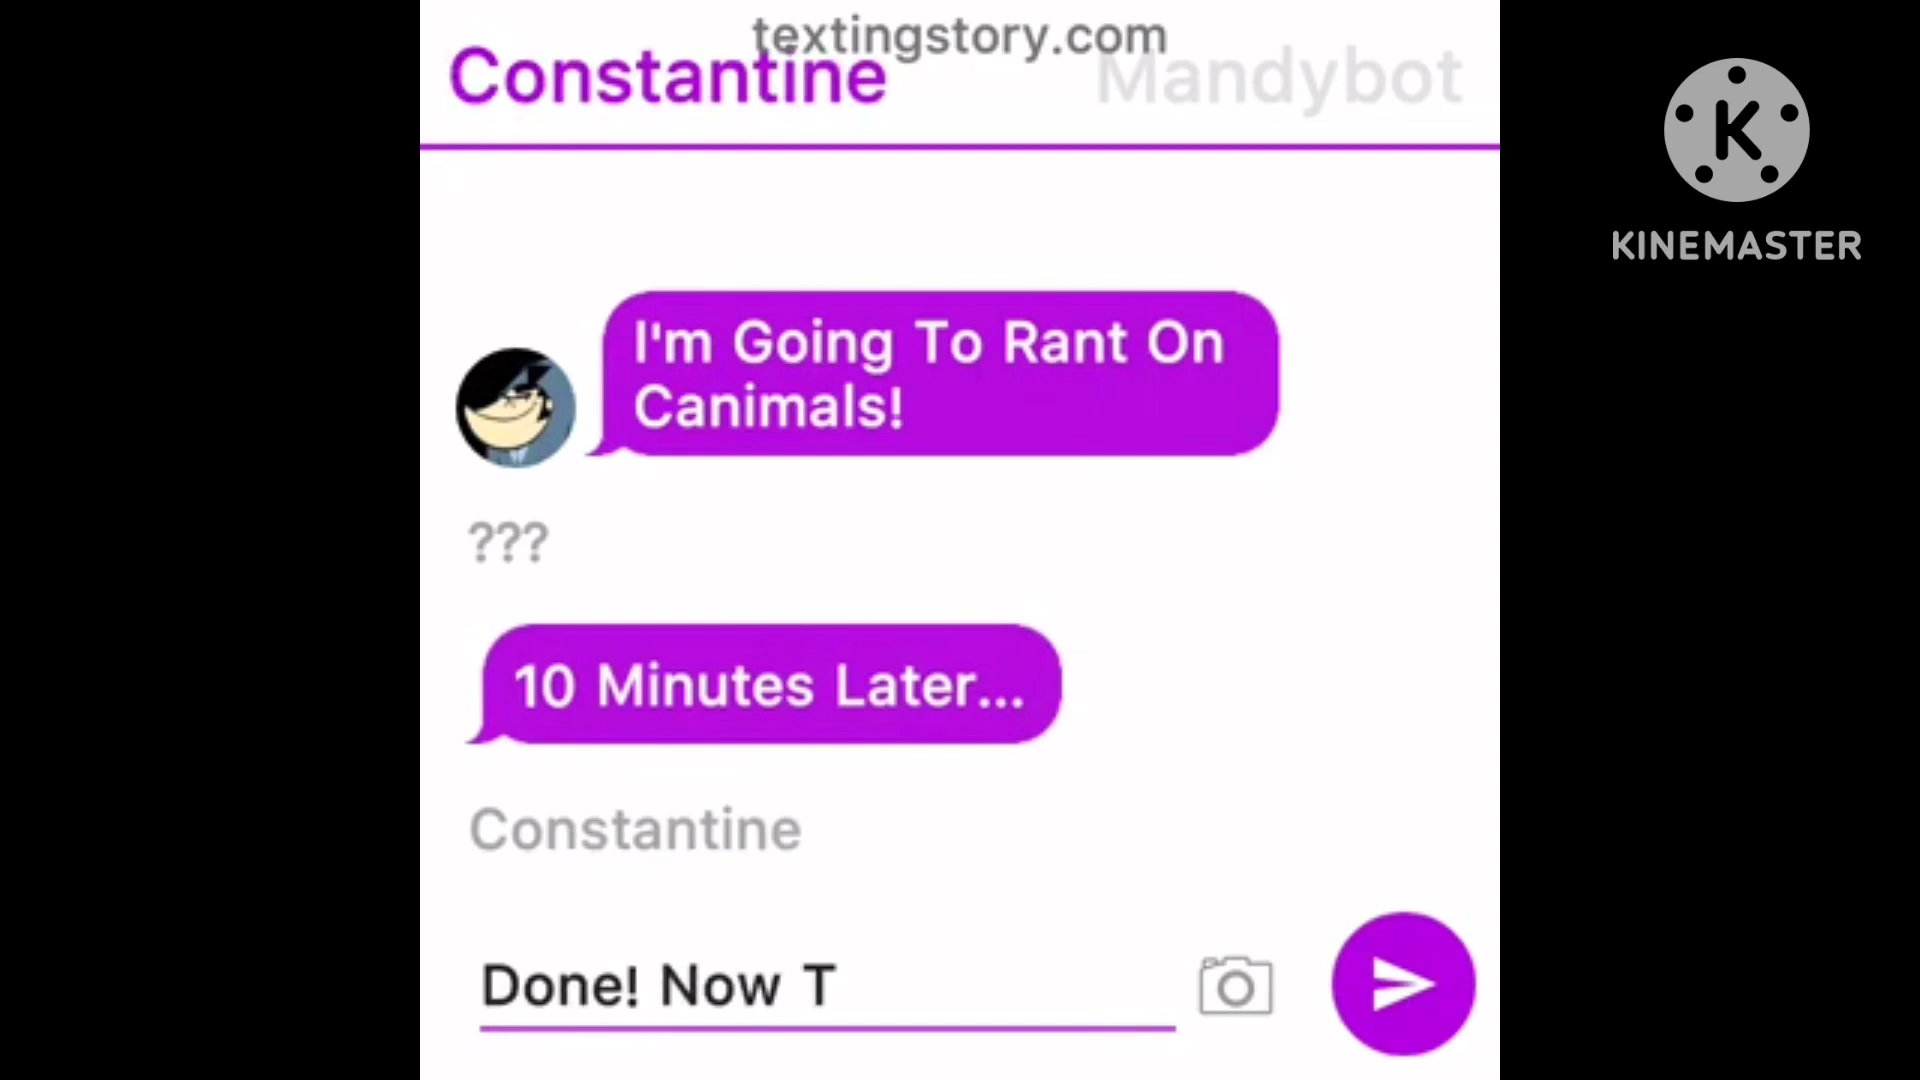 textingstory.com
Constantine
Mandybot
K
KINEMASTER
I'm Going To Rant On
Canimals!
???
10 Minutes Later...
Constantine
Done! Now T